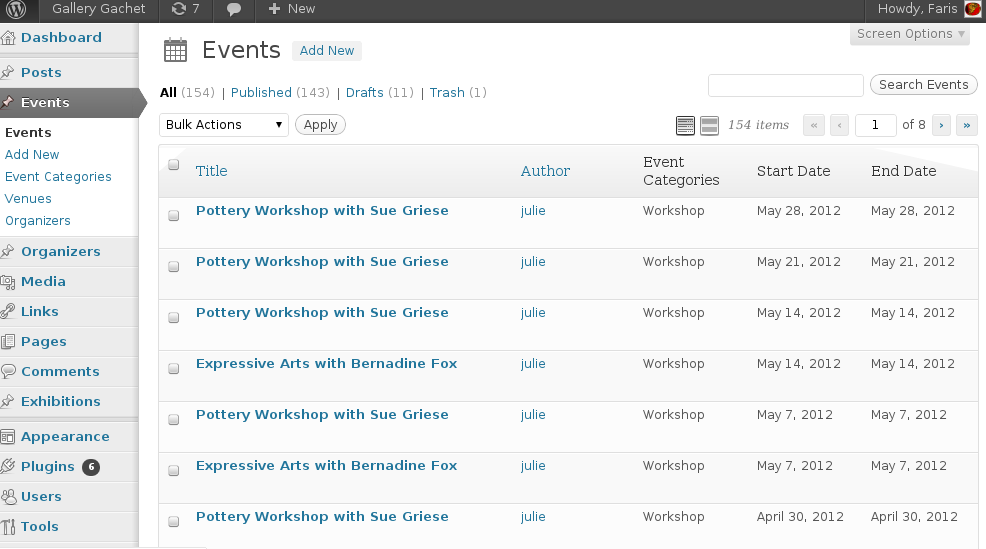 Gallery Gachet 7 + New Howdy, Faris
Screen Options ▾
Dashboard
Posts
Events
Events
Add New
Event Categories
Venues
Organizers
Organizers
Media
Links
Pages
Comments
Exhibitions
Appearance
Plugins 6
Users
Tools
Events Add New
All (154) | Published (143) | Drafts (11) | Trash (1)
Search Events
Bulk Actions ▾ Apply 154 items « ‹ 1 of 8 › »
Title Author Event Categories Start Date End Date
Pottery Workshop with Sue Griese julie Workshop May 28, 2012 May 28, 2012
Pottery Workshop with Sue Griese julie Workshop May 21, 2012 May 21, 2012
Pottery Workshop with Sue Griese julie Workshop May 14, 2012 May 14, 2012
Expressive Arts with Bernadine Fox julie Workshop May 14, 2012 May 14, 2012
Pottery Workshop with Sue Griese julie Workshop May 7, 2012 May 7, 2012
Expressive Arts with Bernadine Fox julie Workshop May 7, 2012 May 7, 2012
Pottery Workshop with Sue Griese julie Workshop April 30, 2012 April 30, 2012